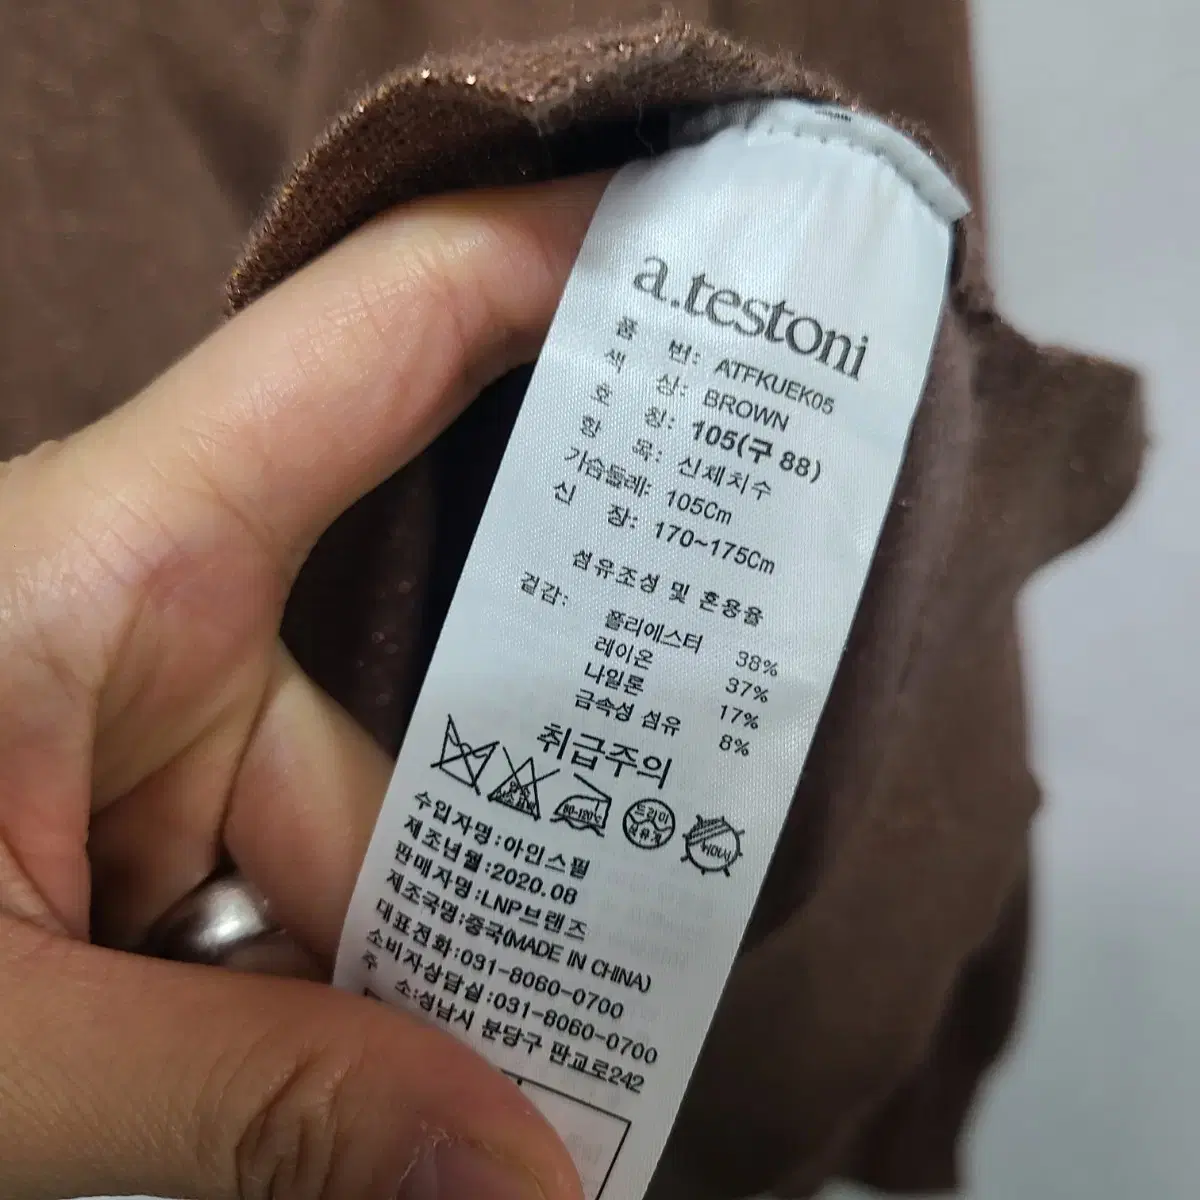 a.testoni
품 번: ATFKUEK05
색 상: BROWN
호 칭: 105(구 88)
항 목: 신체치수
가슴둘레: 105Cm
신 장: 170~175Cm
섬유조성 및 혼용율
겉감:
폴리에스터 38%
레이온 37%
나일론 17%
금속성 섬유 8%
취급주의
80-120℃
드라이
수입자명:아인스필
제조년월:2020.08
판매자명:LNP브랜즈
제조국명:중국(MADE IN CHINA)
대표전화:031-8060-0700
소비자상담실:031-8060-0700
주 소:성남시 분당구 판교로242